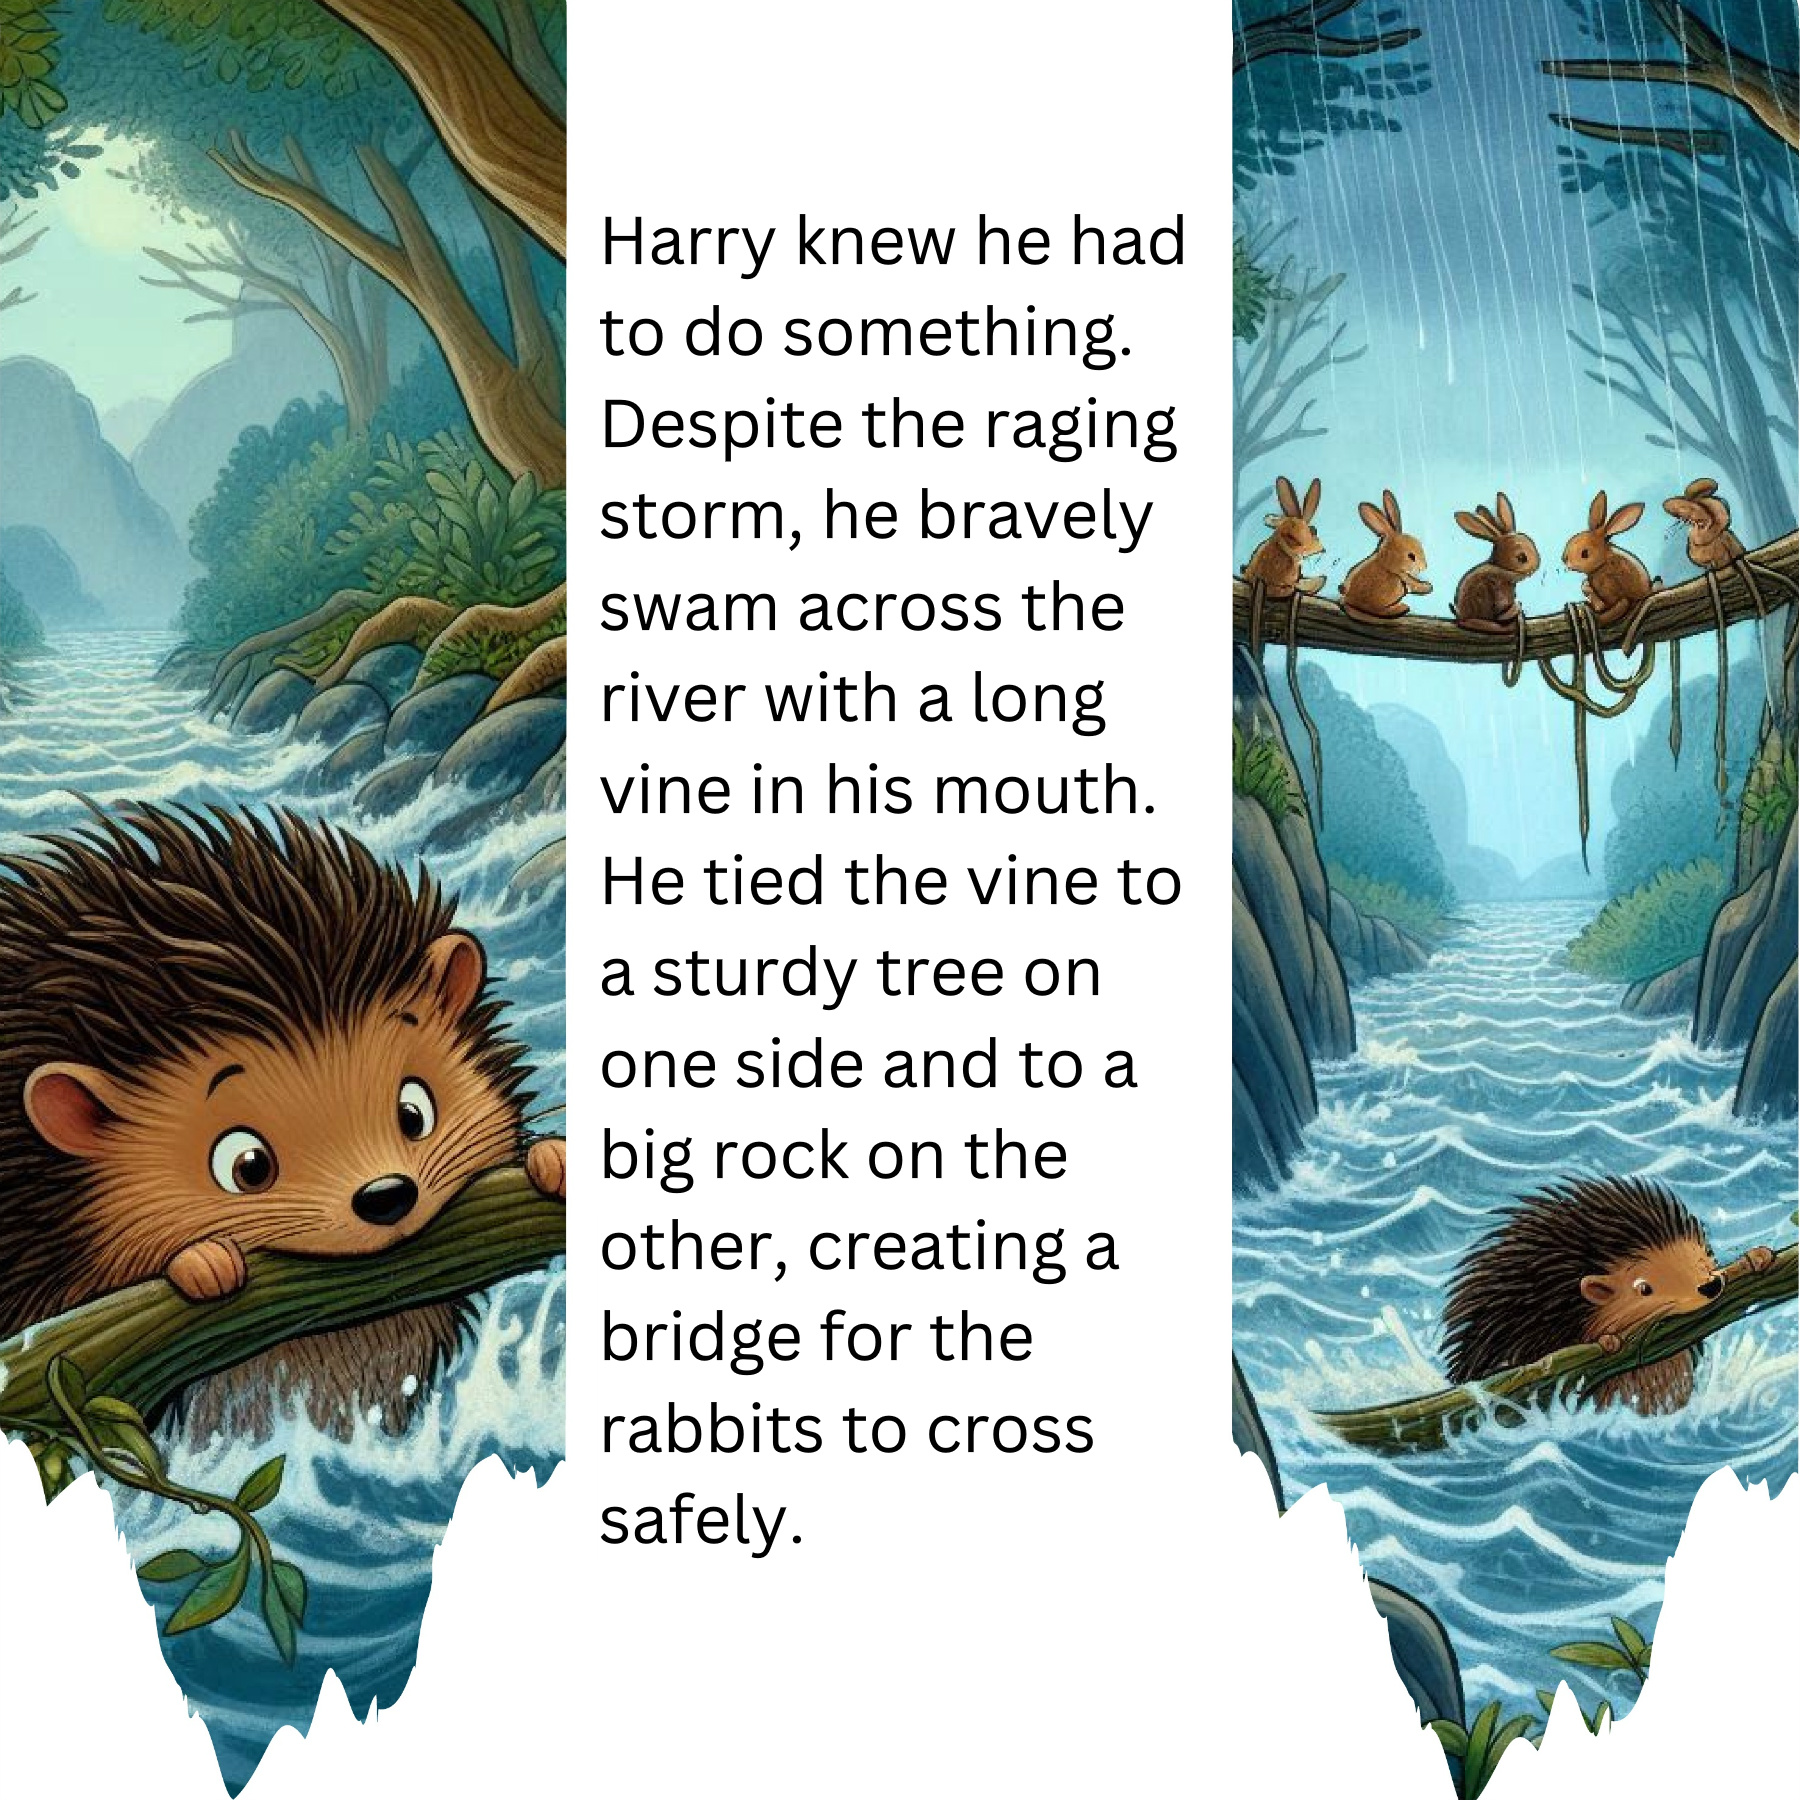 Harry knew he had
to do something.
Despite the raging
storm, he bravely
swam across the
river with a long
vine in his mouth.
He tied the vine to
a sturdy tree on
one side and to a
big rock on the
other, creating a
bridge for the
rabbits to cross
safely.